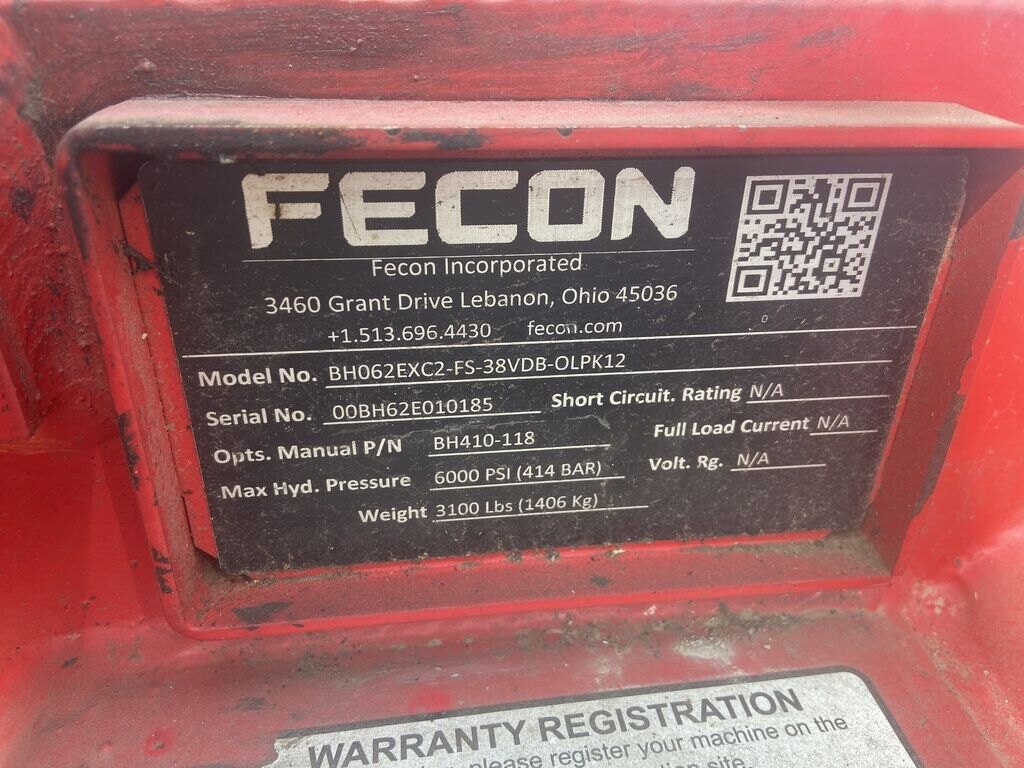 FECON
Fecon Incorporated
3460 Grant Drive Lebanon, Ohio 45036
+1.513.696.4430 fecon.com
Model No. BH062EXC2-FS-38VDB-OLPK12
Serial No. 00BH62E010185 Short Circuit. Rating N/A
Opts. Manual P/N BH410-118 Full Load Current N/A
Max Hyd. Pressure 6000 PSI (414 BAR) Volt. Rg. N/A
Weight 3100 Lbs (1406 Kg)
WARRANTY REGISTRATION
please register your machine on the
site.